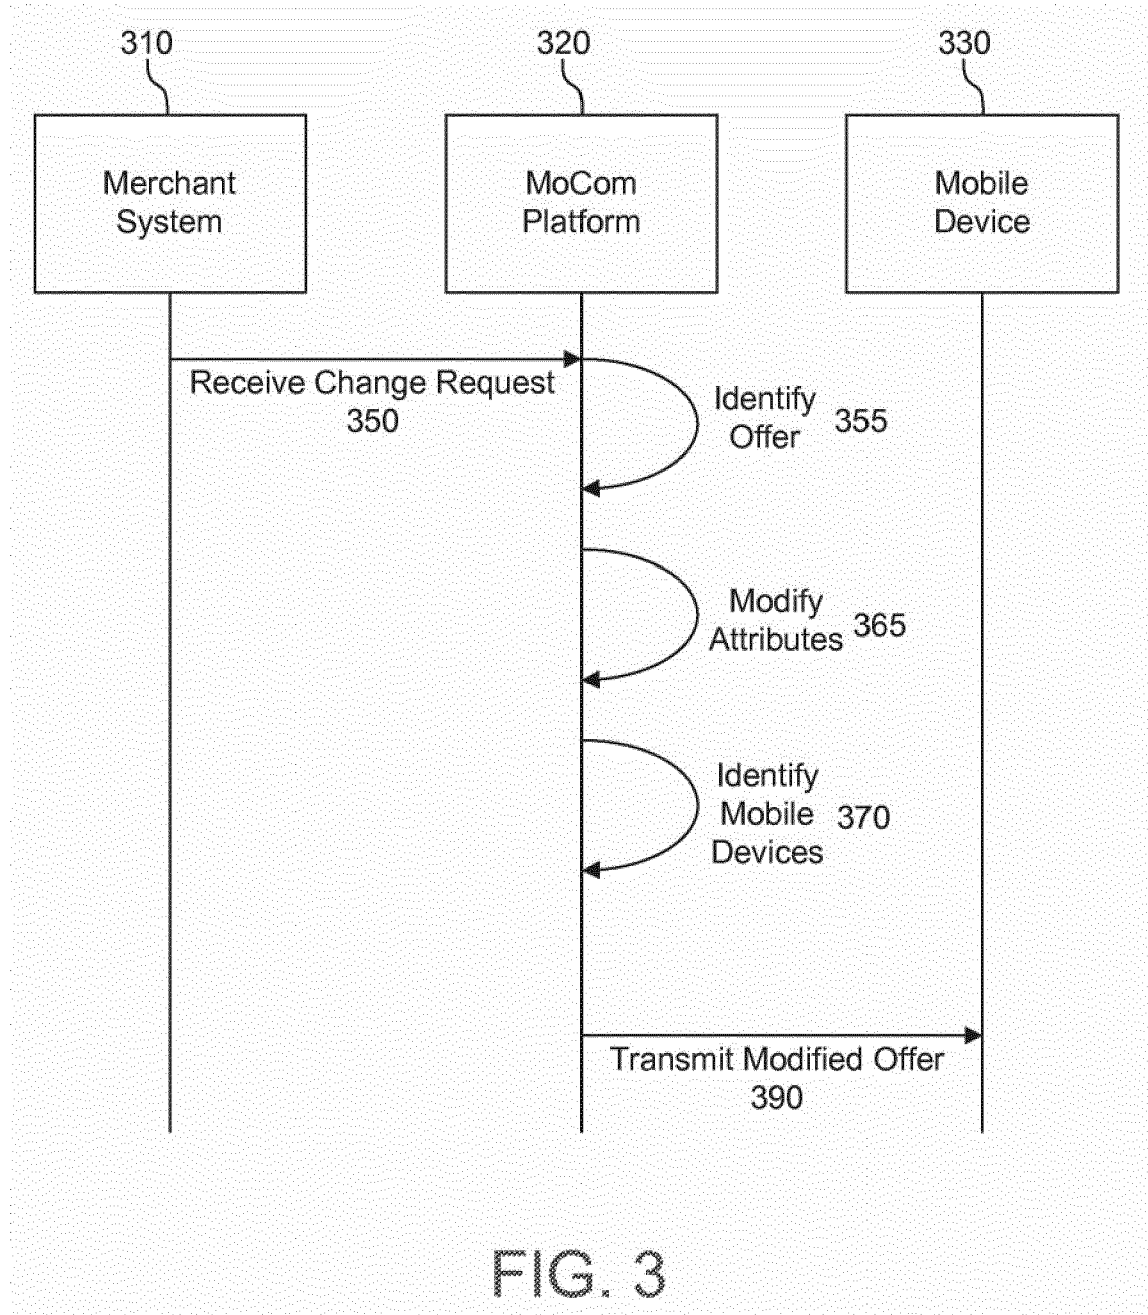 310
320
330
Merchant
System
MoCom
Platform
Mobile
Device
Receive Change Request
350
Identify
Offer
355
Modify
Attributes
365
Identify
Mobile
Devices
370
Transmit Modified Offer
390
FIG. 3